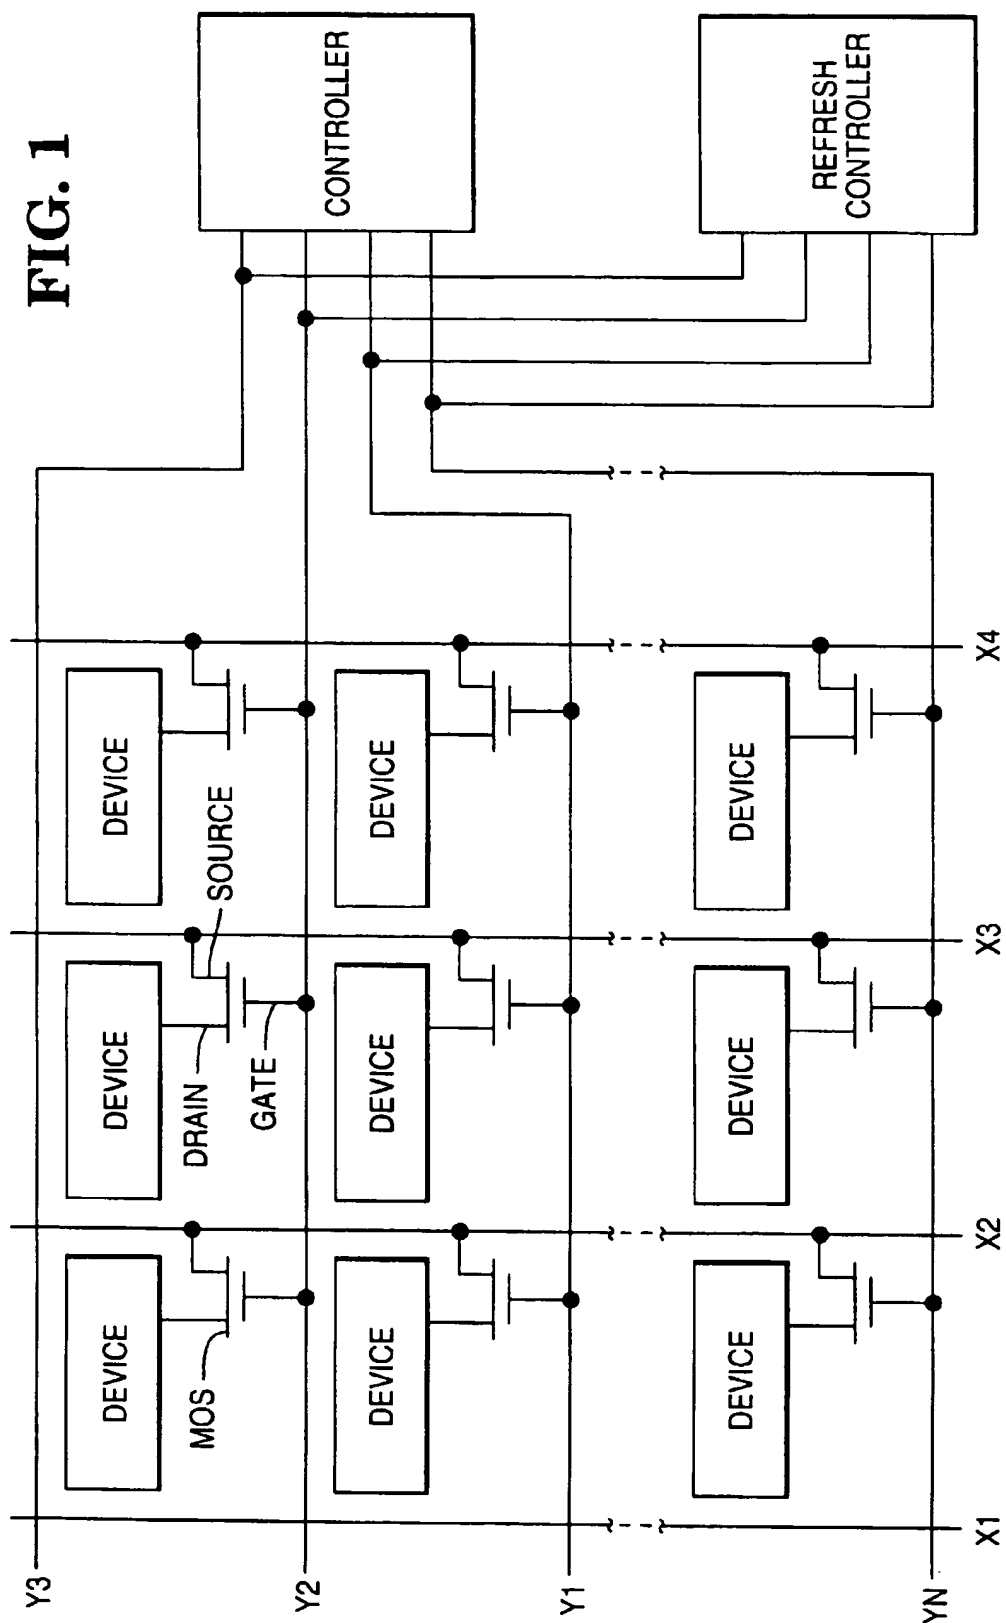 FIG. 1
Y3
DEVICE
DEVICE
DEVICE
CONTROLLER
MOS
DRAIN
SOURCE
GATE
Y2
DEVICE
DEVICE
DEVICE
Y1
DEVICE
DEVICE
DEVICE
REFRESH
CONTROLLER
YN
X1
X2
X3
X4